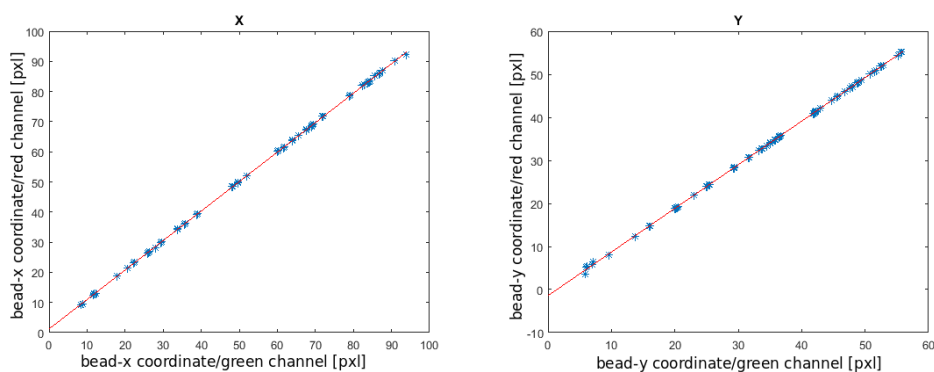 X
100
90
80
70
60
50
40
30
20
10
0
bead-x coordinate/red channel [pxl]
0 10 20 30 40 50 60 70 80 90 100
bead-x coordinate/green channel [pxl]
Y
60
50
40
30
20
10
0
-10
bead-y coordinate/red channel [pxl]
0 10 20 30 40 50 60
bead-y coordinate/green channel [pxl]